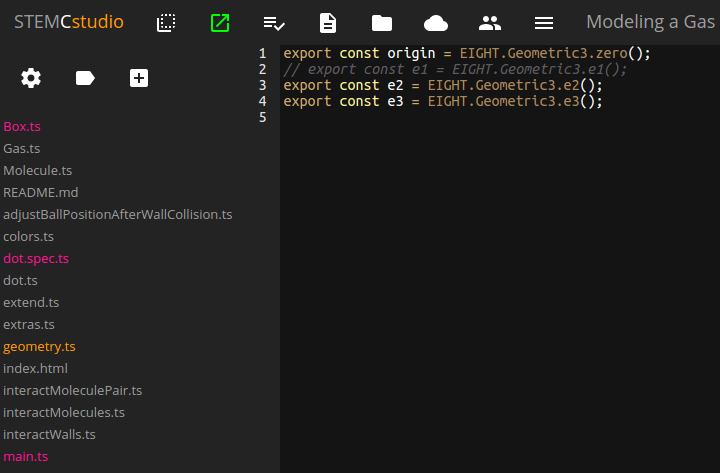 STEMCstudio
Modeling a Gas
Box.ts
Gas.ts
Molecule.ts
README.md
adjustBallPositionAfterWallCollision.ts
colors.ts
dot.spec.ts
dot.ts
extend.ts
extras.ts
geometry.ts
index.html
interactMoleculePair.ts
interactMolecules.ts
interactWalls.ts
main.ts
1 export const origin = EIGHT.Geometric3.zero();
2 // export const e1 = EIGHT.Geometric3.e1();
3 export const e2 = EIGHT.Geometric3.e2();
4 export const e3 = EIGHT.Geometric3.e3();
5